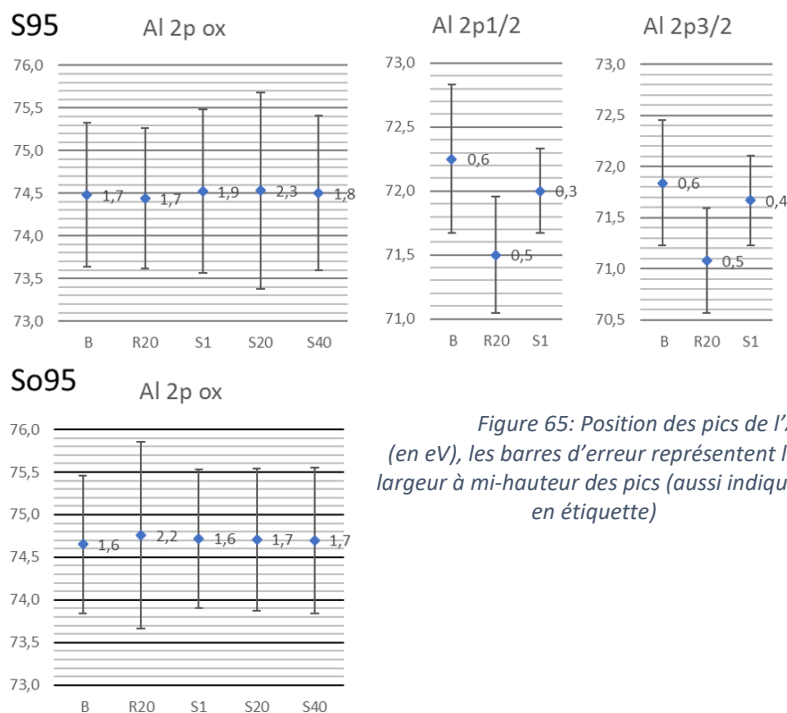 S95
Al 2p ox
76,0
75,5
75,0
74,5
74,0
73,5
73,0
1,7
1,7
1,9
2,3
1,8
B R20 S1 S20 S40
Al 2p1/2
73,0
72,5
72,0
71,5
71,0
0,6
0,5
0,3
B R20 S1
Al 2p3/2
73,0
72,5
72,0
71,5
71,0
70,5
0,6
0,5
0,4
B R20 S1
So95
Al 2p ox
76,0
75,5
75,0
74,5
74,0
73,5
73,0
1,6
2,2
1,6
1,7
1,7
B R20 S1 S20 S40
Figure 65: Position des pics de l'
(en eV), les barres d'erreur représentent
largeur à mi-hauteur des pics (aussi
en étiquette)